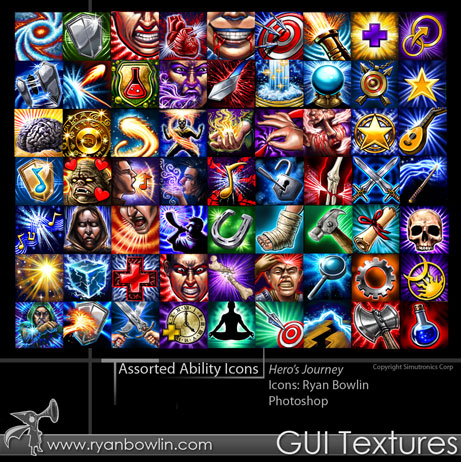 Assorted Ability Icons
Hero's Journey
Icons: Ryan Bowlin
Photoshop
Copyright Simutronics Corp
www.ryanbowlin.com
GUI Textures